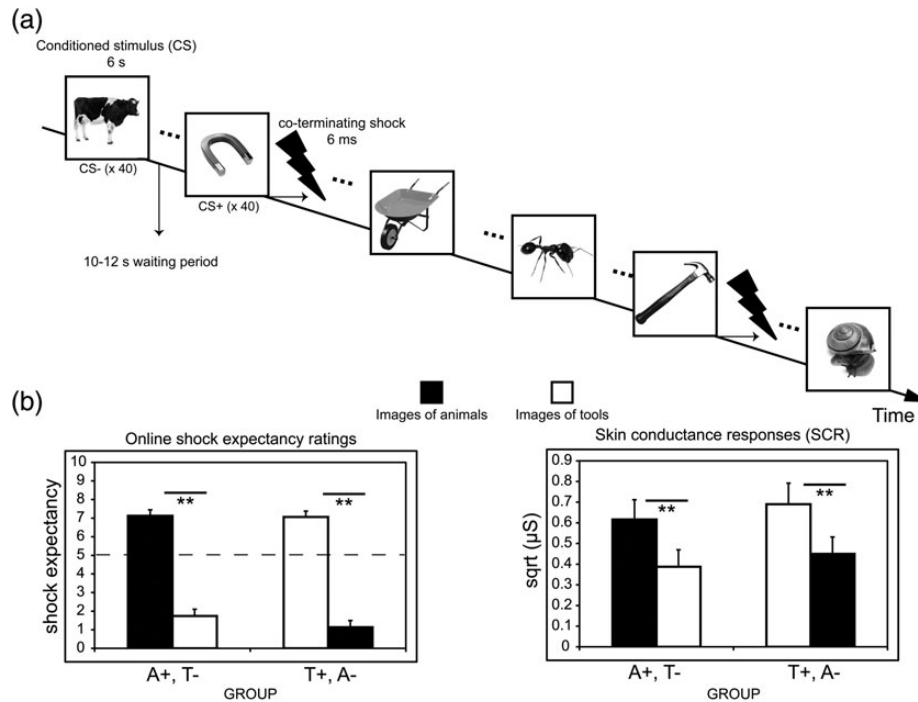 (a)
Conditioned stimulus (CS)
6 s
CS- (x 40)
co-terminating shock
6 ms
CS+ (x 40)
10-12 s waiting period
Time
(b)
Images of animals
Images of tools
Online shock expectancy ratings
shock expectancy
10
9
8
7
6
5
4
3
2
1
0
**
**
A+, T-
T+, A-
GROUP
Skin conductance responses (SCR)
sqrt (µS)
0.9
0.8
0.7
0.6
0.5
0.4
0.3
0.2
0.1
0
**
**
A+, T-
T+, A-
GROUP